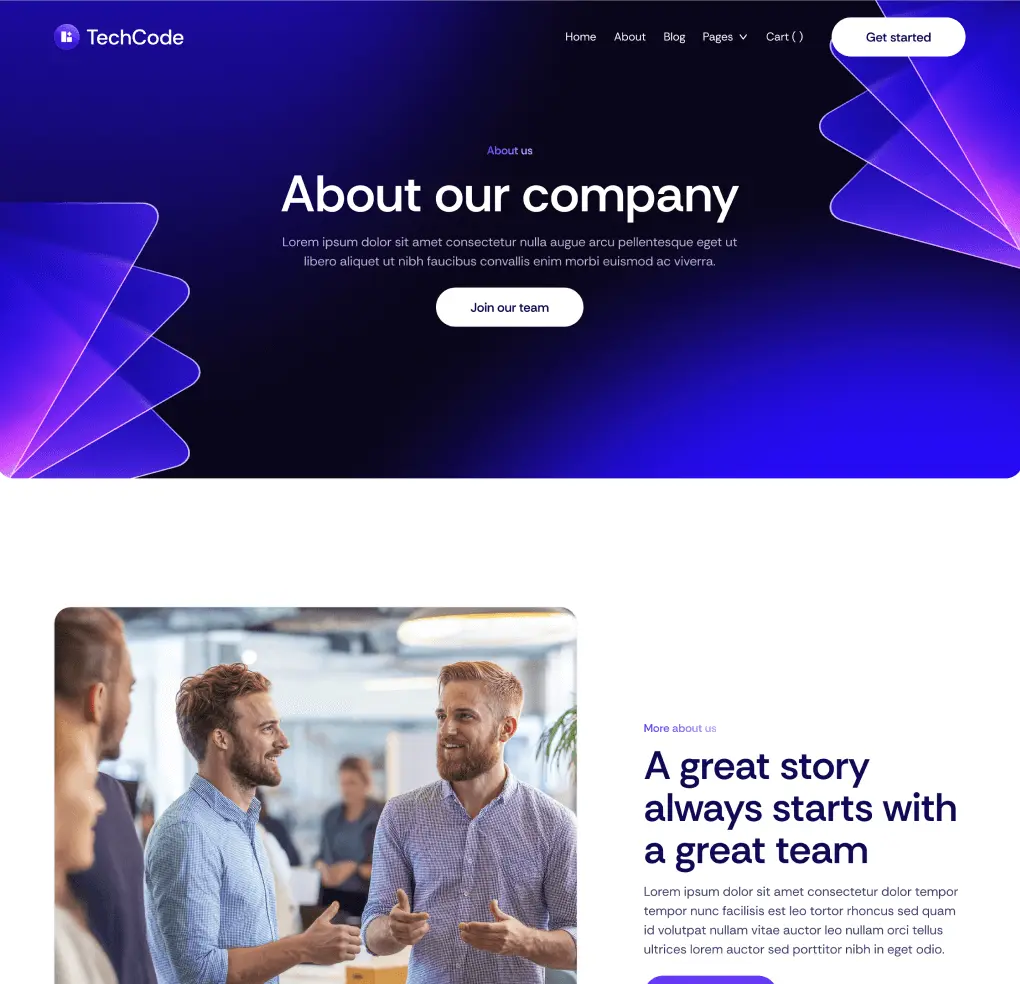 TechCode
Home About Blog Pages Cart ( ) Get started
About us
About our company
Lorem ipsum dolor sit amet consectetur nulla augue arcu pellentesque eget ut
libero aliquet ut nibh faucibus convallis enim morbi euismod ac viverra.
Join our team
More about us
A great story
always starts with
a great team
Lorem ipsum dolor sit amet consectetur dolor tempor
tempor nunc facilisis est leo tortor rhoncus sed quam
id volutpat nullam vitae auctor leo nullam orci tellus
ultrices lorem auctor sed porttitor nibh in eget odio.